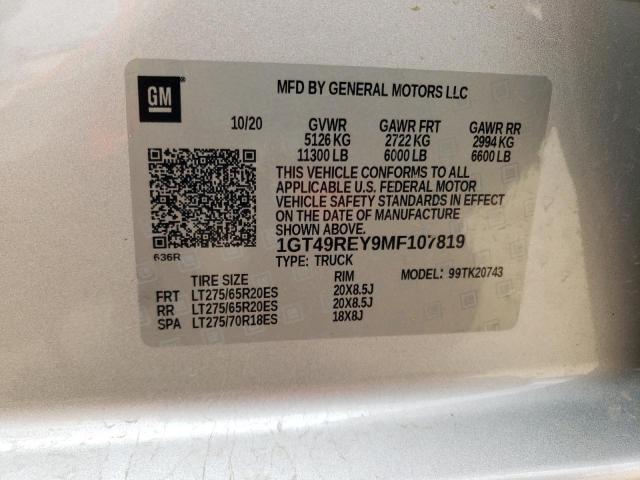 GM
MFD BY GENERAL MOTORS LLC
10/20 GVWR GAWR FRT GAWR RR
5126 KG 2722 KG 2994 KG
11300 LB 6000 LB 6600 LB
THIS VEHICLE CONFORMS TO ALL
APPLICABLE U.S. FEDERAL MOTOR
VEHICLE SAFETY STANDARDS IN EFFECT
ON THE DATE OF MANUFACTURE SHOWN ABOVE.
1GT49REY9MF107819
636R
TYPE: TRUCK MODEL: 99TK20743
TIRE SIZE RIM
FRT LT275/65R20ES 20X8.5J
RR LT275/65R20ES 20X8.5J
SPA LT275/70R18ES 18X8J